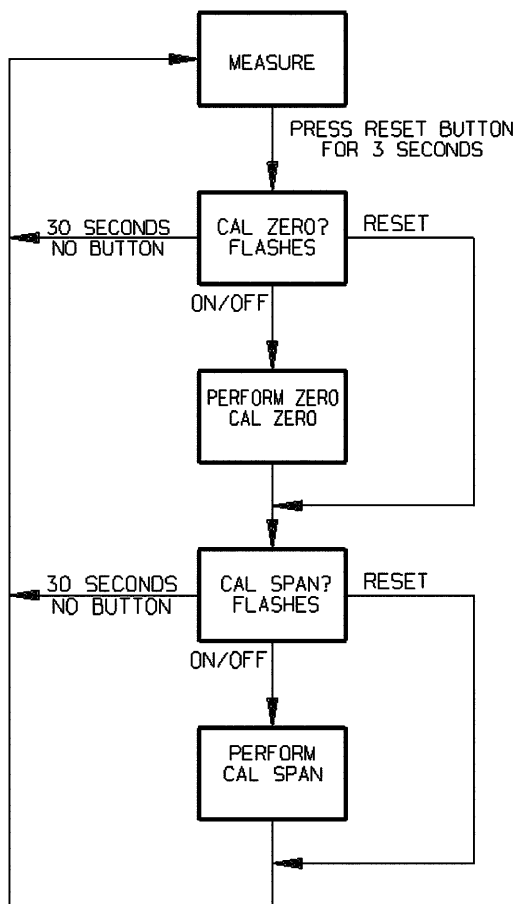 MEASURE
PRESS RESET BUTTON
FOR 3 SECONDS
30 SECONDS
NO BUTTON
CAL ZERO?
FLASHES
RESET
ON/OFF
PERFORM ZERO
CAL ZERO
30 SECONDS
NO BUTTON
CAL SPAN?
FLASHES
RESET
ON/OFF
PERFORM
CAL SPAN